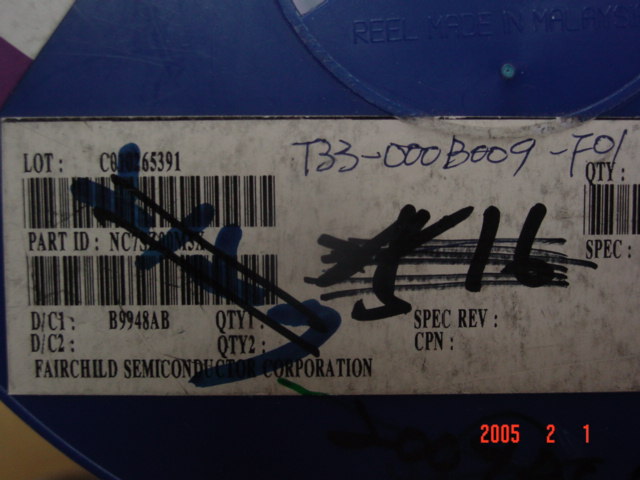 REEL MADE IN MALAYSIA
LOT :
T33-000B009-F01
QTY :
PART ID :
SPEC :
516
D/C1 : B9948AB QTY1 :
SPEC REV :
D/C2 : QTY2 :
CPN :
FAIRCHILD SEMICONDUCTOR CORPORATION
2005 2 1